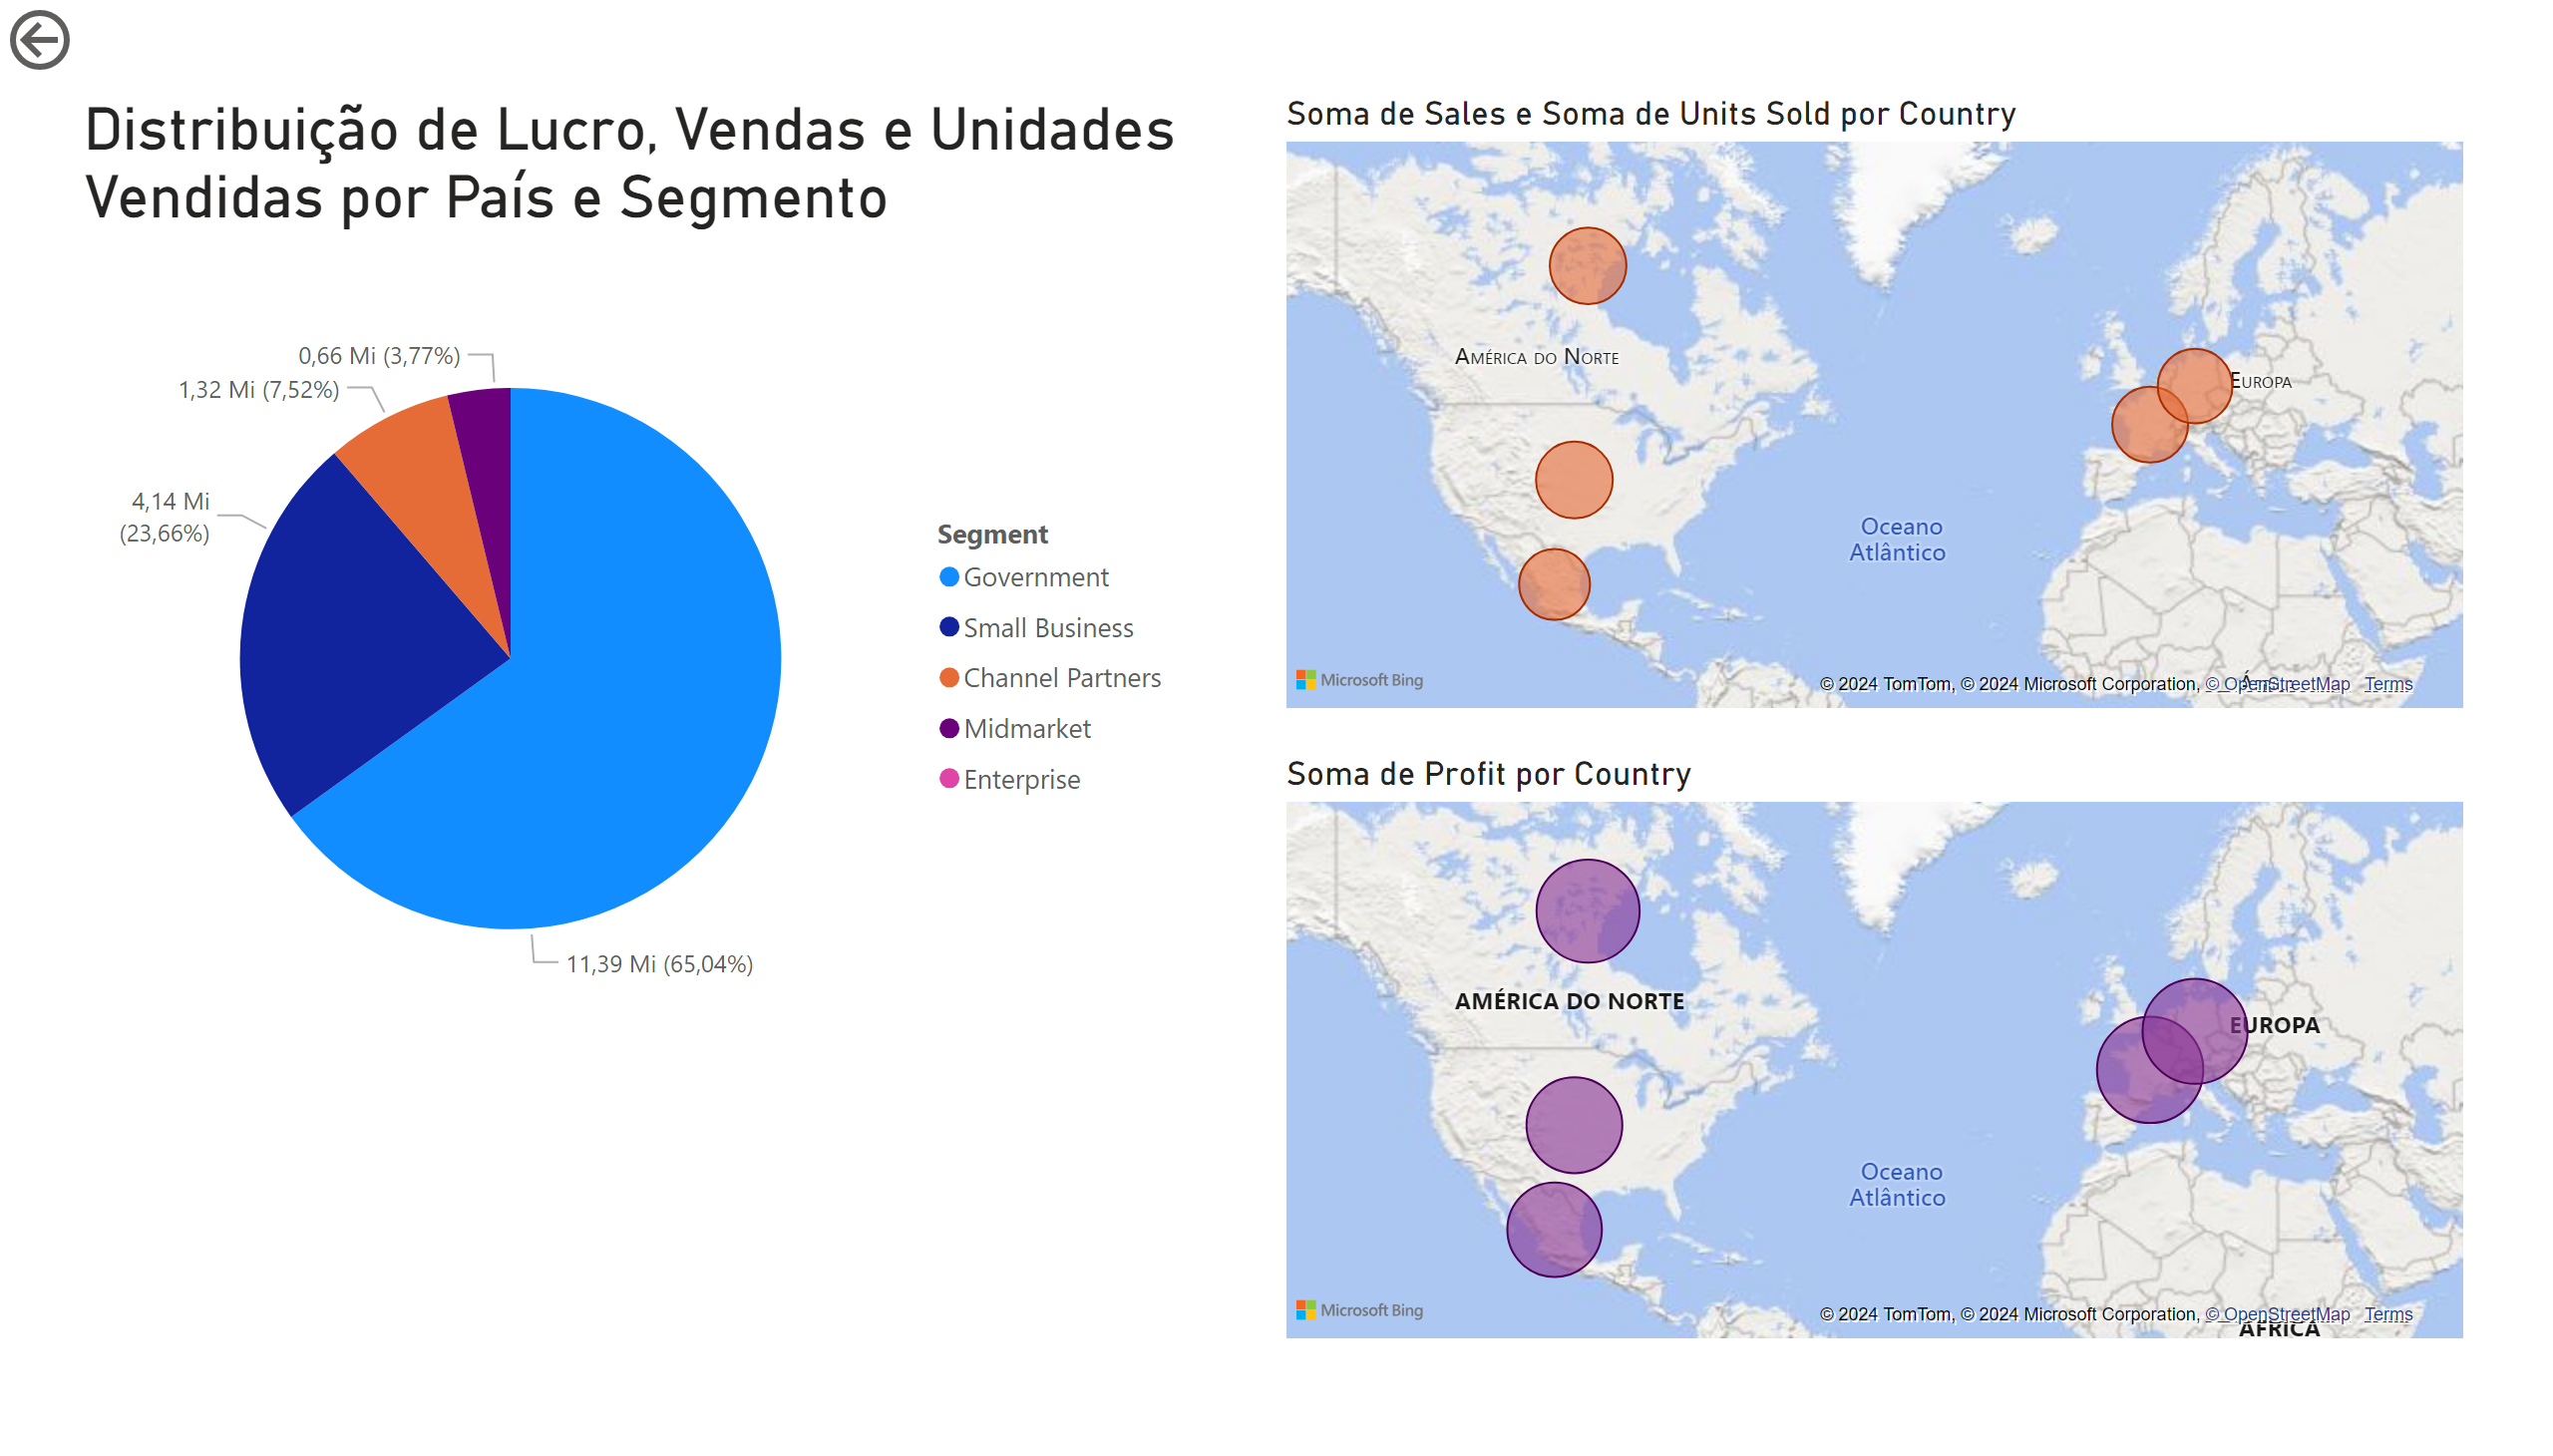 Distribuição de Lucro, Vendas e Unidades
Vendidas por País e Segmento
0,66 Mi (3,77%)
1,32 Mi (7,52%)
4,14 Mi
(23,66%)
11,39 Mi (65,04%)
Segment
Government
Small Business
Channel Partners
Midmarket
Enterprise
Soma de Sales e Soma de Units Sold por Country
América do Norte
Europa
Oceano
Atlântico
Microsoft Bing
© 2024 TomTom, © 2024 Microsoft Corporation, © OpenStreetMap Terms
Soma de Profit por Country
AMÉRICA DO NORTE
EUROPA
Oceano
Atlântico
Microsoft Bing
© 2024 TomTom, © 2024 Microsoft Corporation, © OpenStreetMap Terms
ÁFRICA